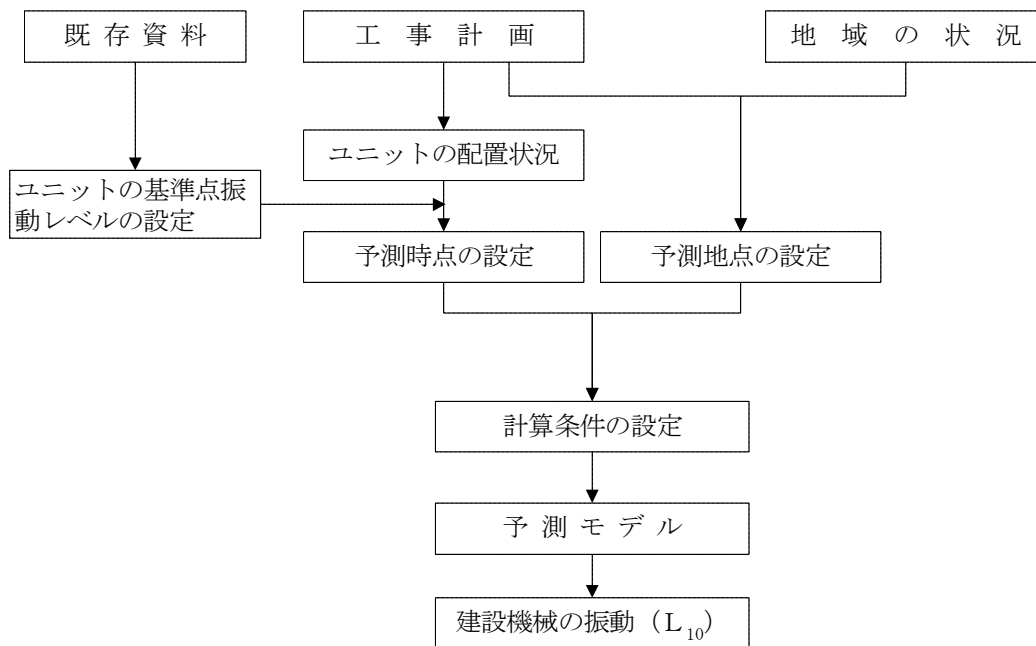 既 存 資 料
工 事 計 画
地 域 の 状 況
ユニットの配置状況
ユニットの基準点振
動レベルの設定
予測時点の設定
予測地点の設定
計算条件の設定
予 測 モ デ ル
建設機械の振動（L10）